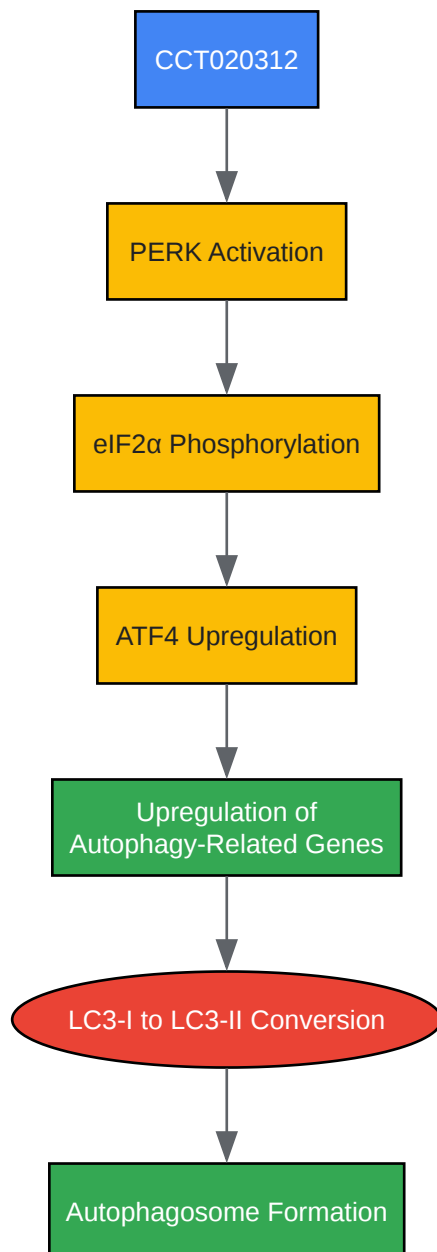 CCT020312
PERK Activation
eIF2α Phosphorylation
ATF4 Upregulation
Upregulation of
Autophagy-Related Genes
LC3-I to LC3-II Conversion
Autophagosome Formation